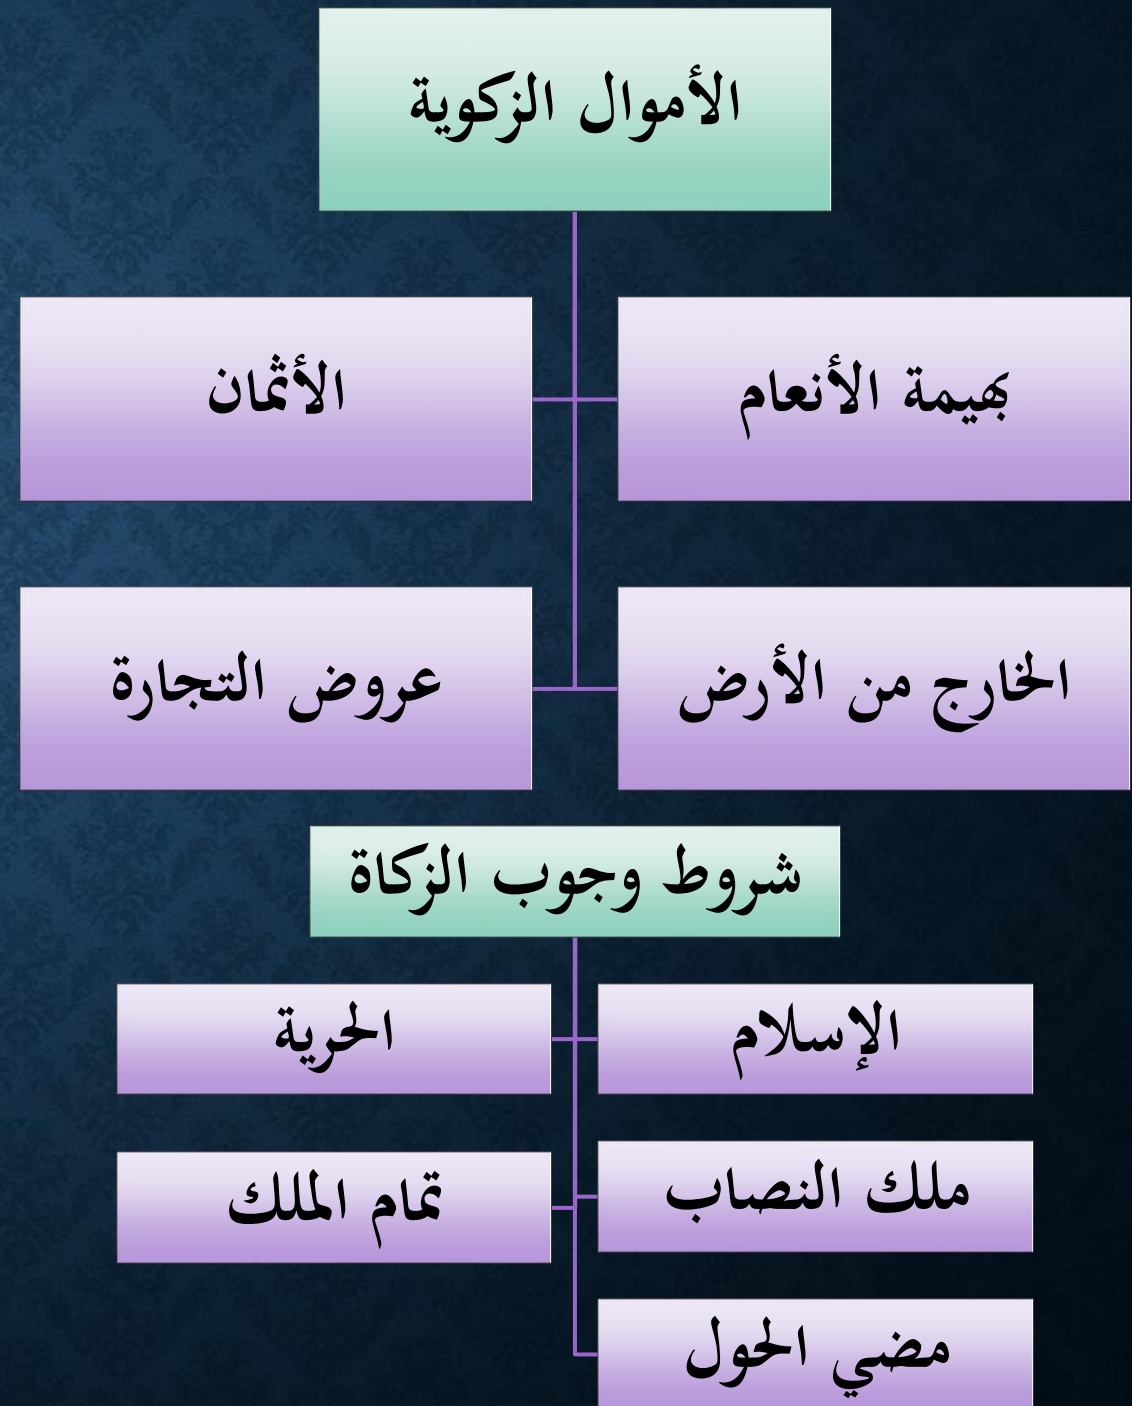 الأموال الزكوية
بهيمة الأنعام
الأثمان
الخارج من الأرض
عروض التجارة
شروط وجوب الزكاة
الإسلام
الحرية
ملك النصاب
تمام الملك
مضي الحول